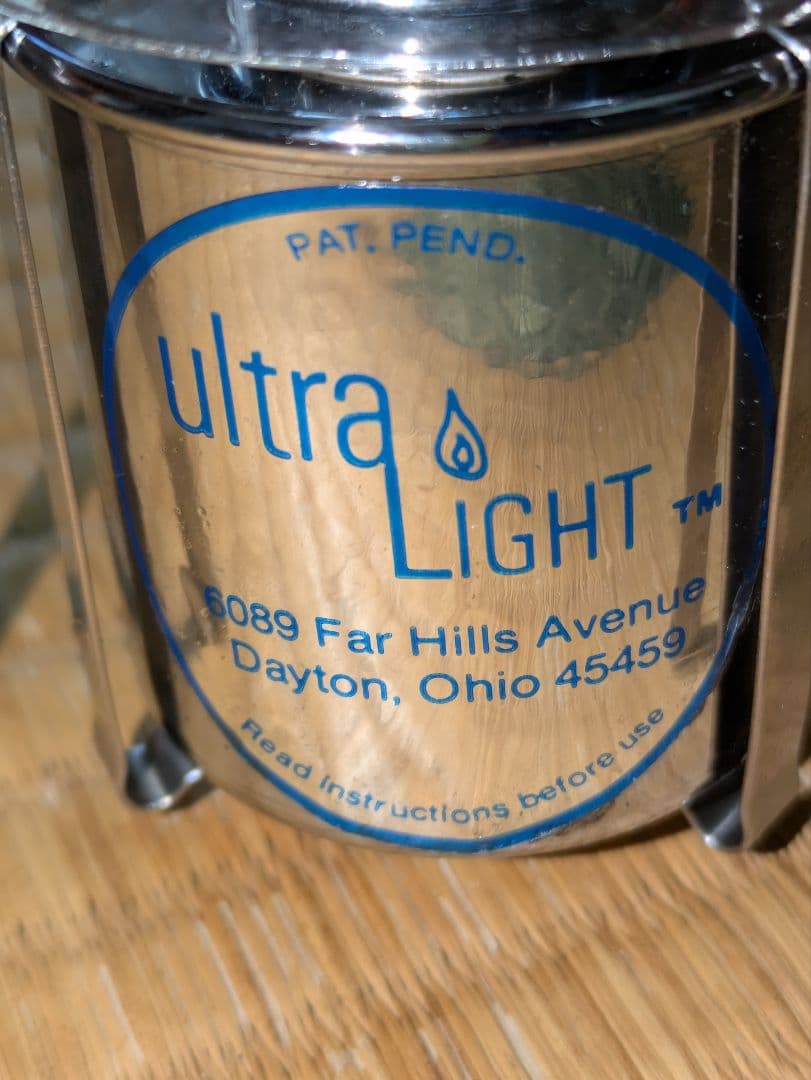 PAT. PEND.
ultra
LIGHT ™
6089 Far Hills Avenue
Dayton, Ohio 45459
Read instructions before use